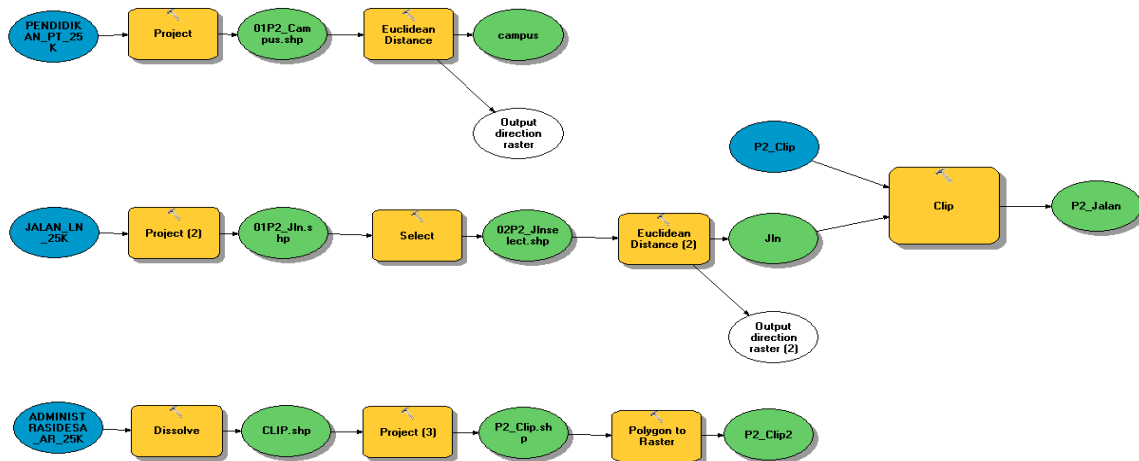 PENDIDIK
AN_PT_25
K
Project
01P2_Cam
pus.shp
Euclidean
Distance
campus
Output
direction
raster
P2_Clip
Clip
P2_Jalan
JALAN_LN
_25K
Project (2)
01P2_Jln.s
hp
Select
02P2_Jlnse
lect.shp
Euclidean
Distance (2)
Jln
Output
direction
raster (2)
ADMINIST
RASIDESA
_AR_25K
Dissolve
CLIP.shp
Project (3)
P2_Clip.sh
p
Polygon to
Raster
P2_Clip2